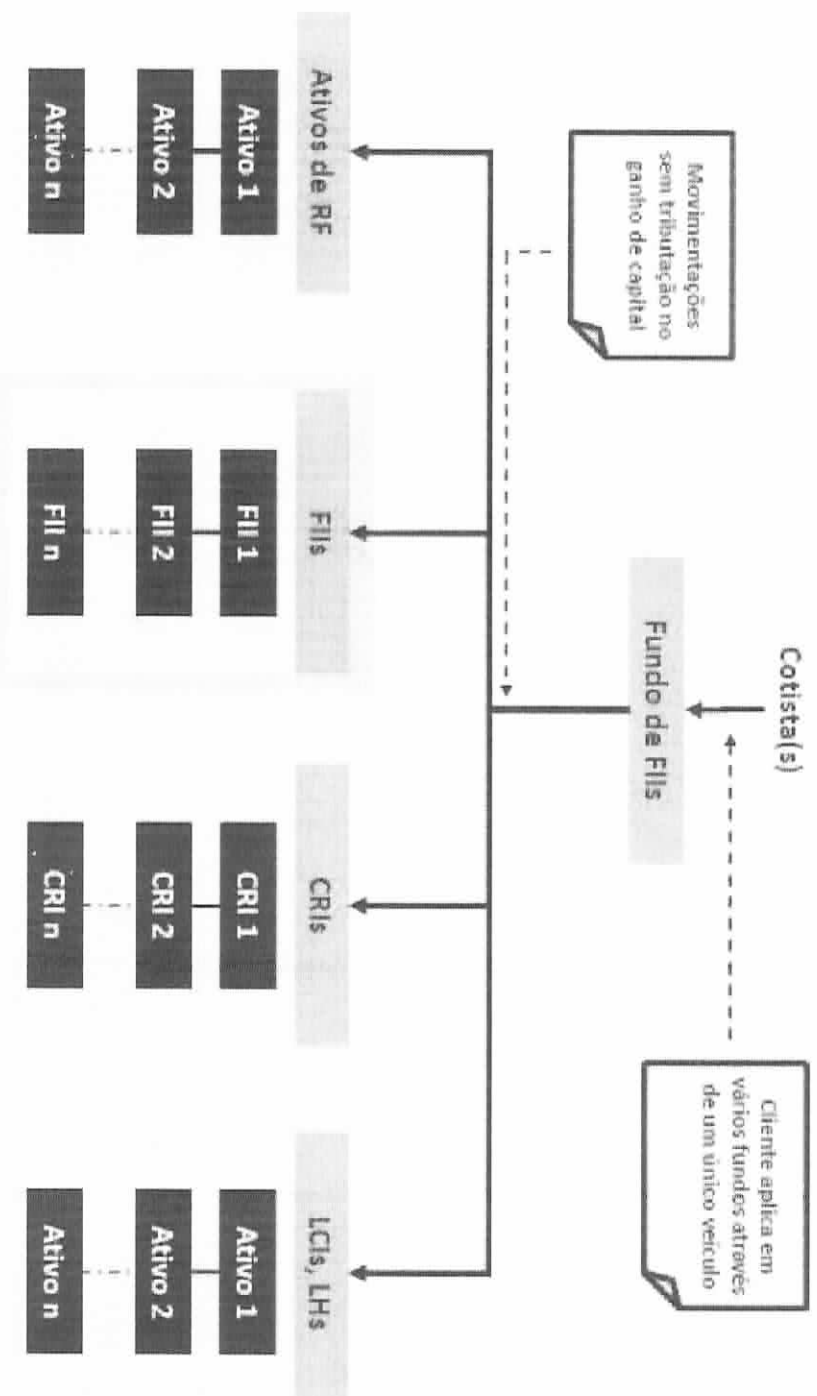 Cotista(s)
Cliente aplica em
vários fundos através
de um único veículo
Fundo de FIIs
Movimentações
sem tributação no
ganho de capital
Ativos de RF
FIIs
CRIs
LCIs, LHs
Ativo 1
FII 1
CRI 1
Ativo 1
Ativo 2
FII 2
CRI 2
Ativo 2
Ativo n
FII n
CRI n
Ativo n